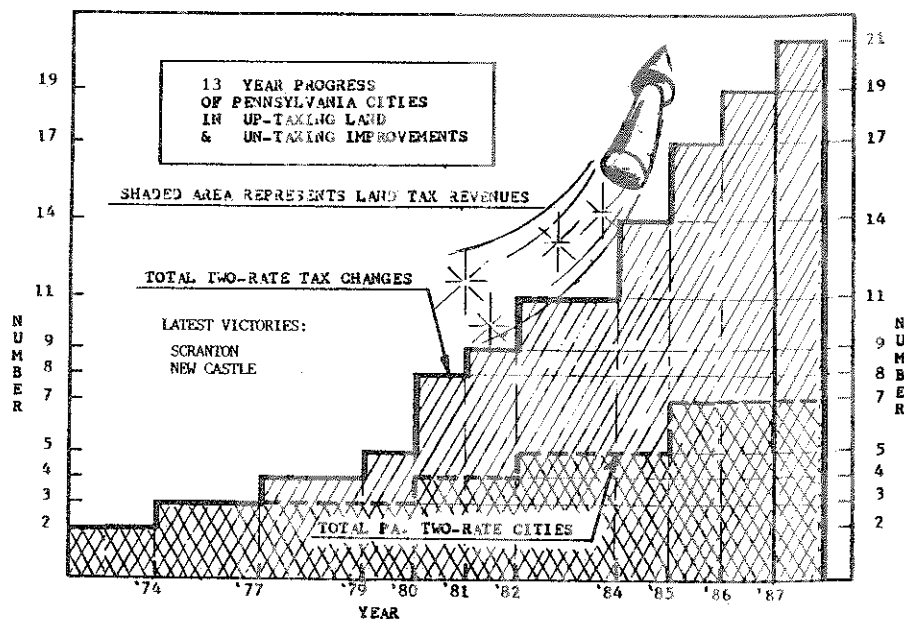 13 YEAR PROGRESS
OF PENNSYLVANIA CITIES
IN UP-TAXING LAND
& UN-TAXING IMPROVEMENTS
SHADED AREA REPRESENTS LAND TAX REVENUES
TOTAL TWO-RATE TAX CHANGES
LATEST VICTORIES:
SCRANTON
NEW CASTLE
TOTAL PA. TWO-RATE CITIES
NUMBER
19
17
14
11
9
8
7
5
4
3
2
21
19
17
14
11
9
8
7
5
4
3
2
NUMBER
'74 '77 '79 '80 '81 '82 '84 '85 '86 '87
YEAR